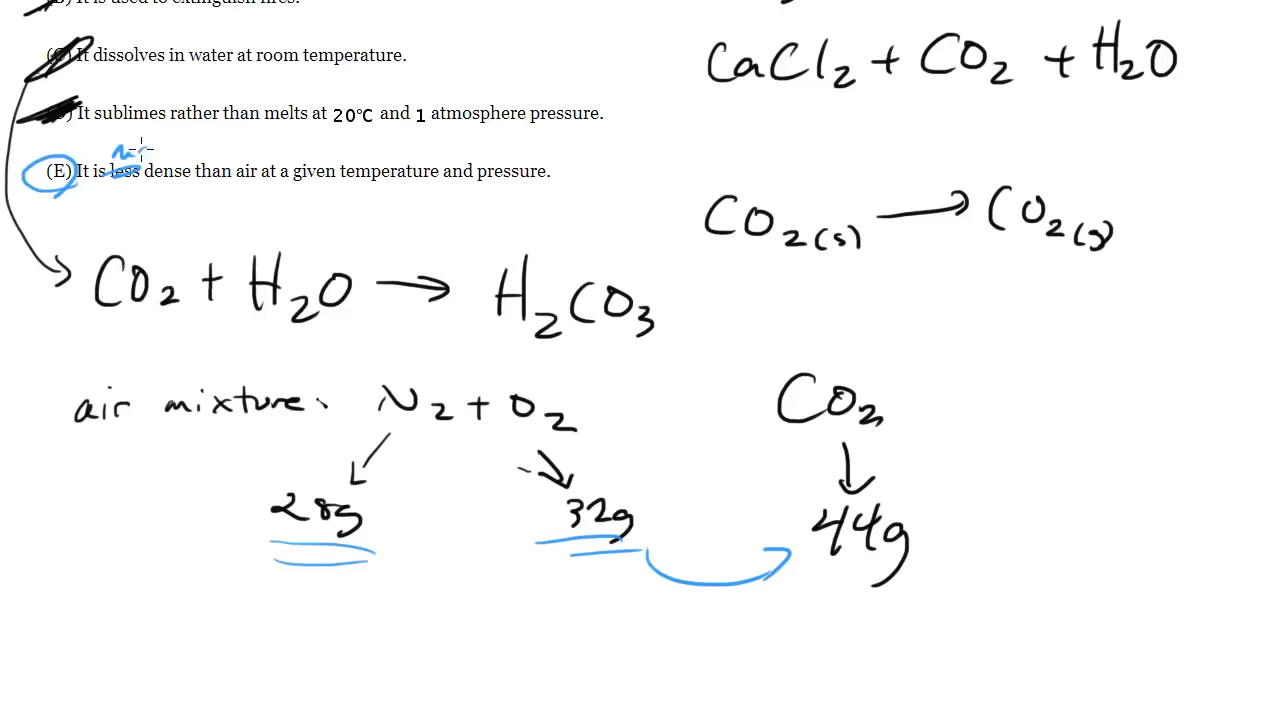 (B) It is used to extinguish fires.
(C) It dissolves in water at room temperature.
It sublimes rather than melts at 20°C and 1 atmosphere pressure.
(E) It is less dense than air at a given temperature and pressure.
CaCl2 + CO2 + H2O
CO2(s) → CO2(g)
CO2 + H2O → H2CO3
air mixture: N2 + O2
28g 32g
CO2
44g